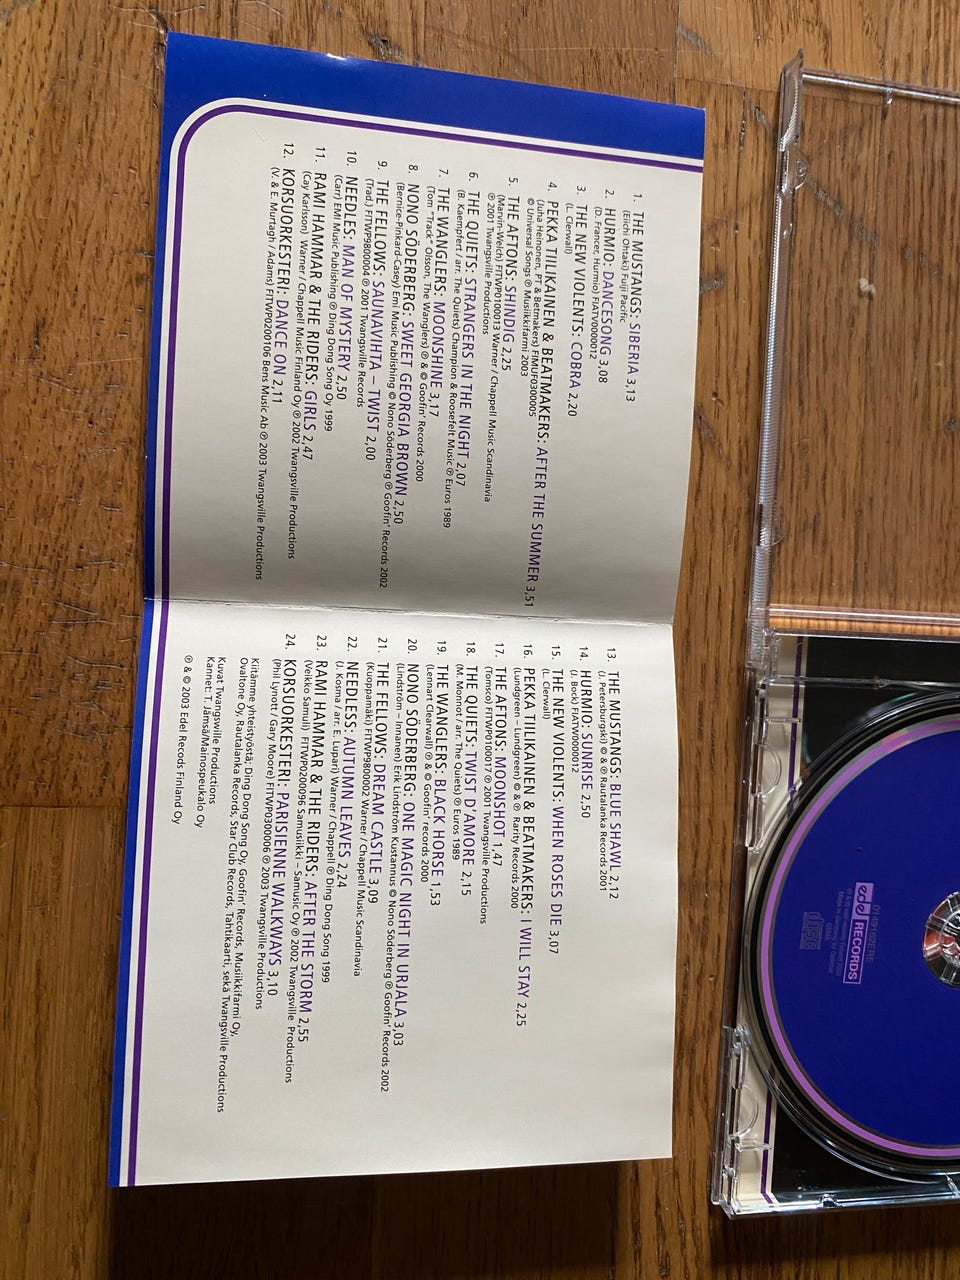 1. THE MUSTANGS: SIBERIA 3,13
(Eiichi Ohtaki) Fuiji Pacific
2. HURMIO: DANCESONG 3,08
(D. Francer, Hurmio) FIATV0000012
3. THE NEW VIOLENTS: COBRA 2,20
(L. Clerwall)
4. PEKKA TIILIKAINEN & BEATMAKERS: AFTER THE SUMMER 3,51
(Juha Heinonen, PT & Betmakers) FIMUF0300005
© Universal Songs ℗ Musiikkifarmi 2003
5. THE AFTONS: SHINDIG 2,25
(Marvin-Welch) FITWP0100013 Warner / Chappell Music Scandinavia
℗ 2001 Twangsville Productions
6. THE QUIETS: STRANGERS IN THE NIGHT 2,07
(B. Kaempfert / arr. The Quiets) Champion & Roosefelt Music ℗ Euros 1989
7. THE WANGLERS: MOONSHINE 3,17
(Tom "Track" Olsson, The Wanglers) ℗ & © Goofin' Records 2000
8. NONO SÖDERBERG: SWEET GEORGIA BROWN 2,50
(Bernice-Pinkard-Casey) Emi Music Publishing © Nono Söderberg ℗ Goofin' Records 2002
9. THE FELLOWS: SAUNAVIHTA – TWIST 2,00
(Trad.) FITWP9800004 ℗ 2001 Twangsville Records
10. NEEDLES: MAN OF MYSTERY 2,50
(Carr) EMI Music Publishing ℗ Ding Dong Song Oy 1999
11. RAMI HAMMAR & THE RIDERS: GIRLS 2,47
(Cay Karlsson) Warner / Chappell Music Finland Oy ℗ 2002 Twangsville Productions
12. KORSUORKESTERI: DANCE ON 2,11
(V. & E. Murtagh / Adams) FITWP0200106 Bens Music Ab ℗ 2003 Twangsville Productions
13. THE MUSTANGS: BLUE SHAWL 2,12
(J. Petersburgski) © & ℗ Rautalanka Records 2001
14. HURMIO: SUNRISE 2,50
(J. Bock) FIATW0000012
15. THE NEW VIOLENTS: WHEN ROSES DIE 3,07
(L. Clerwall)
16. PEKKA TIILIKAINEN & BEATMAKERS: I WILL STAY 2,25
(Lundgreen – Lundgreen) © & ℗ Rarity Records 2000
17. THE AFTONS: MOONSHOT 1,47
(Tomsco) FITWP0100017 ℗ 2001 Twangsville Productions
18. THE QUIETS: TWIST D'AMORE 2,15
(M. Monnot / arr. The Quiets) ℗ Euros 1989
19. THE WANGLERS: BLACK HORSE 1,53
(Lennart Clearwall) ℗ & © Goofin' records 2000
20. NONO SÖDERBERG: ONE MAGIC NIGHT IN URJALA 3,03
(Lindström – Innanen) Erik Lindström Kustannus © Nono Söderberg ℗ Goofin' Records 2002
21. THE FELLOWS: DREAM CASTLE 3,09
(Kuoppamäki) FITWP9800002 Warner / Chappell Music Scandinavia
22. NEEDLESS: AUTUMN LEAVES 2,24
(J. Kosma / arr. E. Lupari) Warner / Chappell ℗ Ding Dong Song 1999
23. RAMI HAMMAR & THE RIDERS: AFTER THE STORM 2,55
(Veikko Samuli) FITWP0200096 Samusiikki – Samusic Oy ℗ 2002 Twangsville Productions
24. KORSUORKESTERI: PARISIENNE WALKWAYS 3,10
(Phil Lynott / Gary Moore) FITWP0300006 ℗ 2003 Twangsville Productions
Kiitämme yhteistyöstä; Ding Dong Song Oy, Goofin' Records, Musiikkifarmi Oy,
Ovaltone Oy, Rautalanka Records, Star Club Records, Tahtikaarti, sekä Twangsville Productions
Kuvat Twangswille Productions
Kannet: T. Jämsä/Mainospeukalo Oy
℗ & © 2003 Edel Records Finland Oy
edel RECORDS
0149162ERE